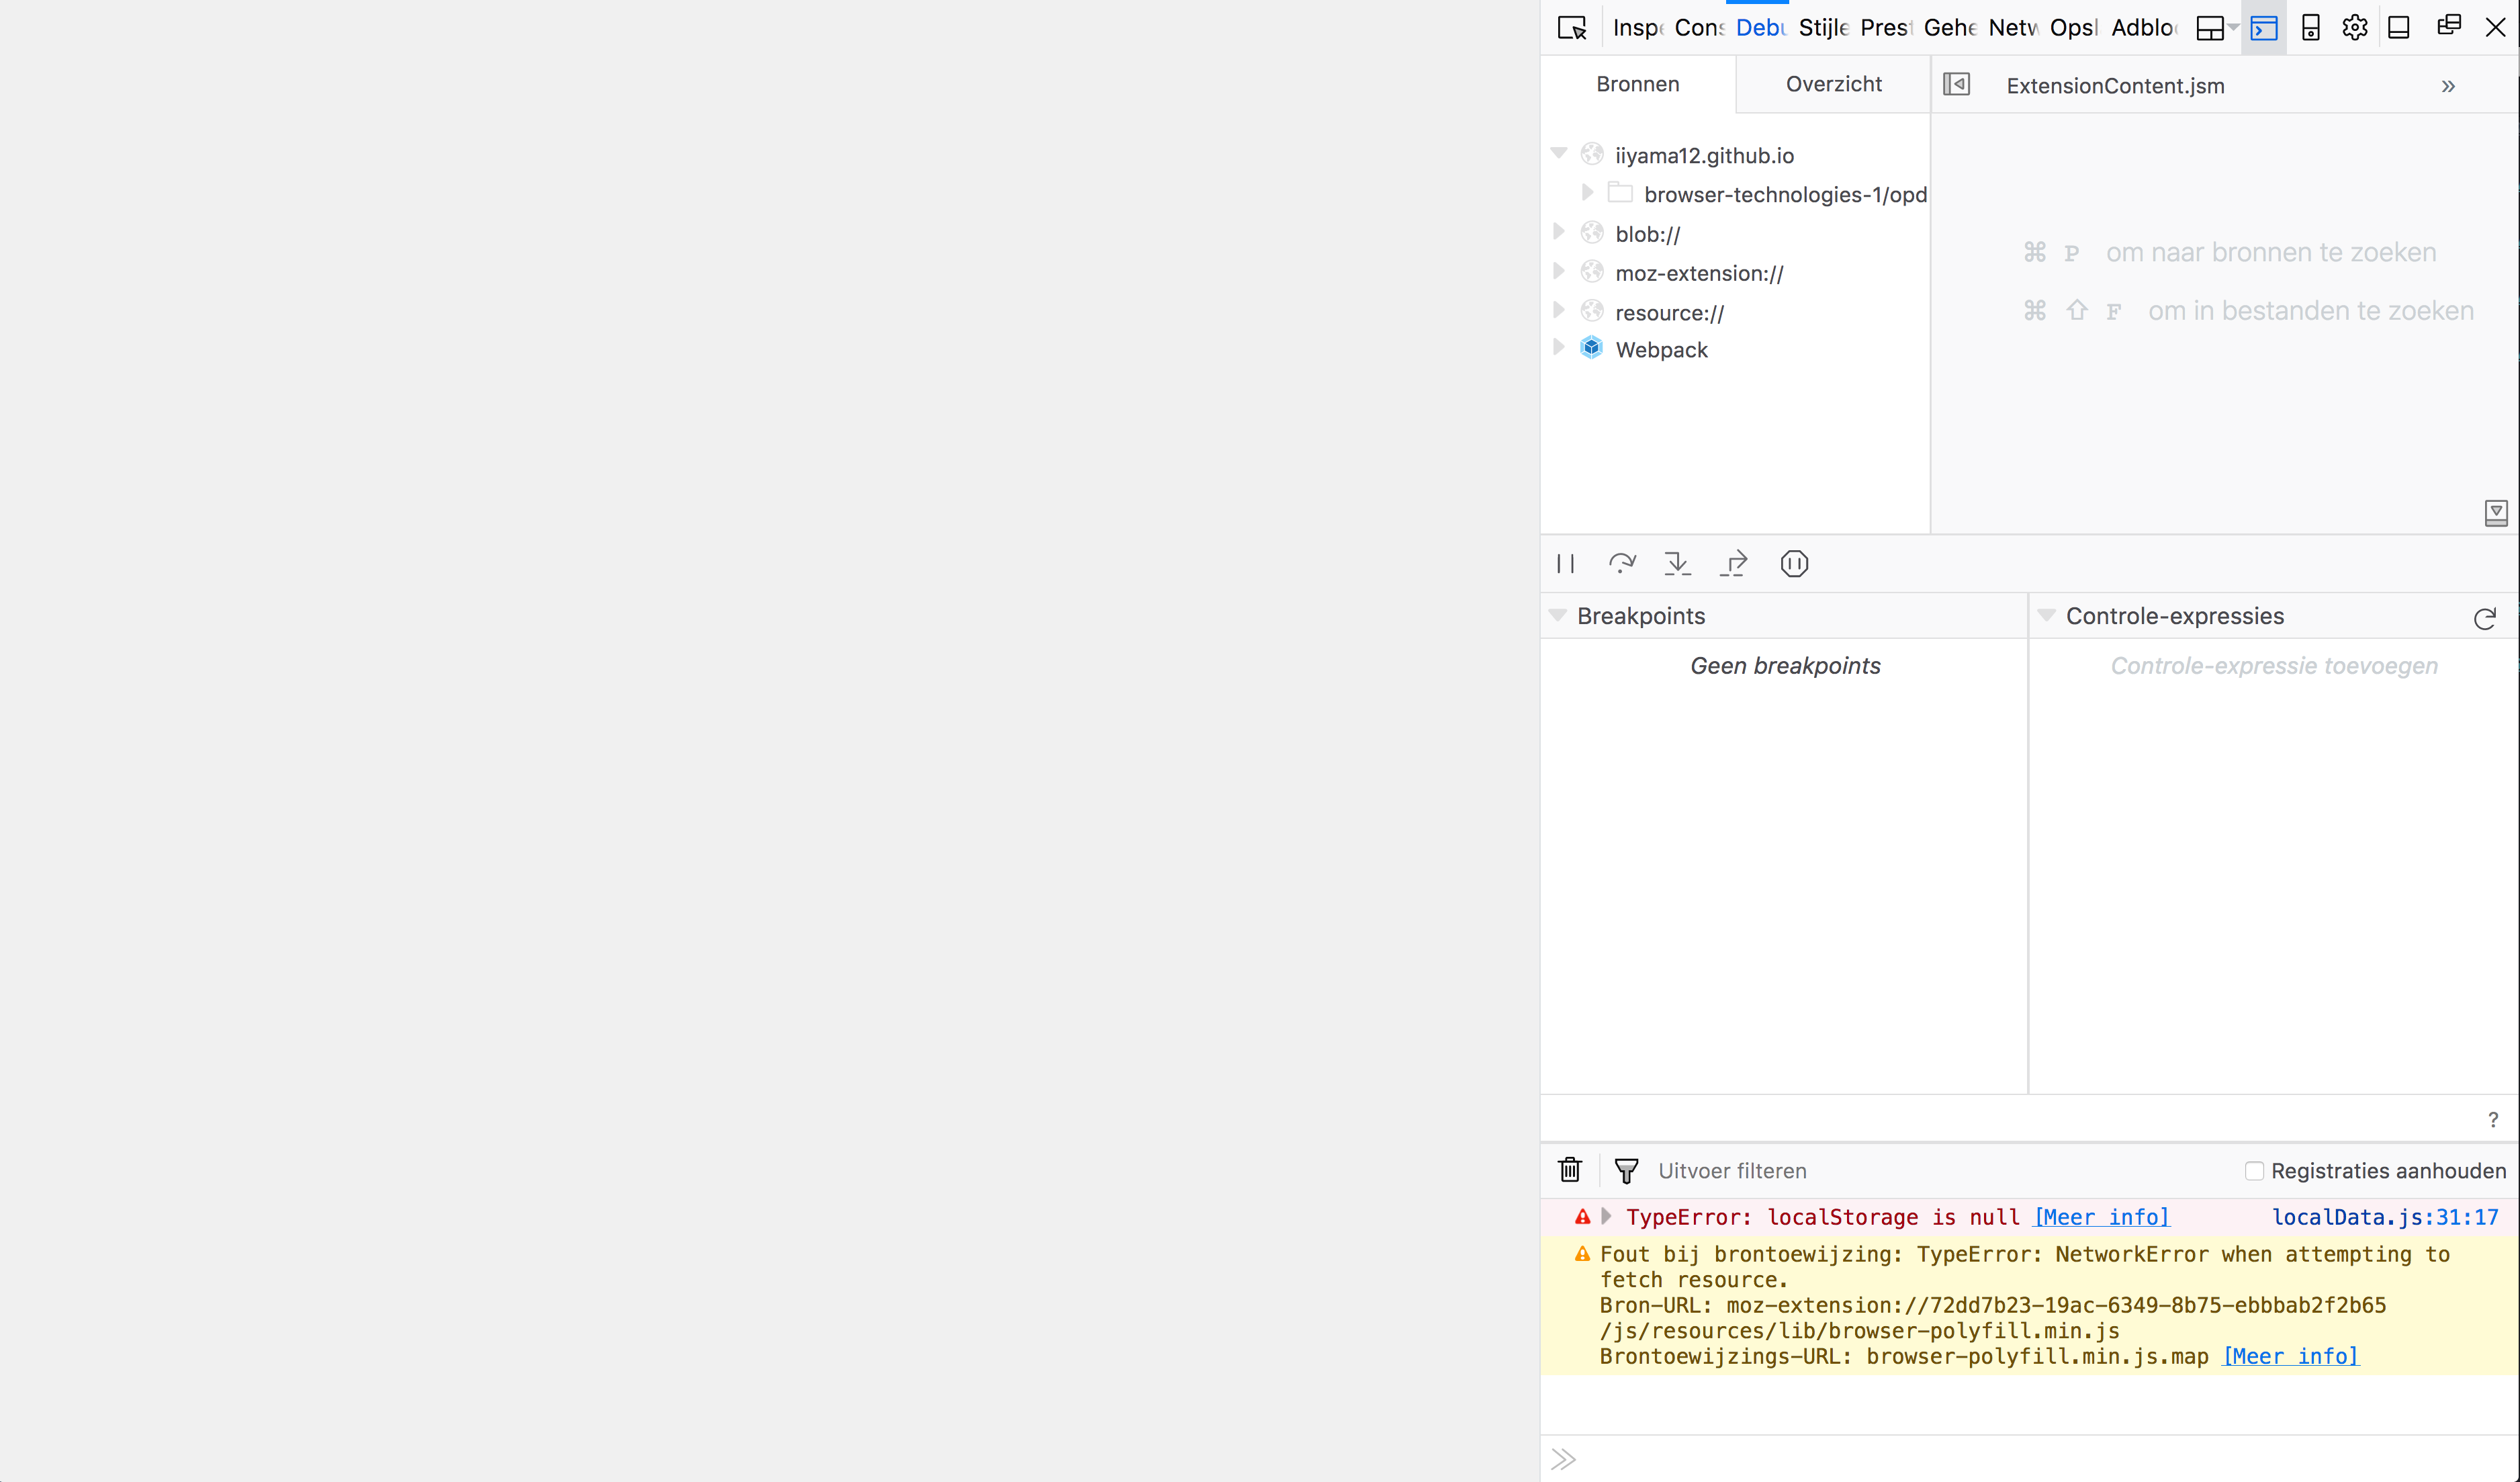 Inspe Cons Debu Stijle Prest Gehe Netw Opsl Adblo
Bronnen Overzicht ExtensionContent.jsm »
iiyama12.github.io
browser-technologies-1/opd
blob://
moz-extension://
resource://
Webpack
⌘ P om naar bronnen te zoeken
⌘ ⇧ F om in bestanden te zoeken
Breakpoints
Geen breakpoints
Controle-expressies
Controle-expressie toevoegen
?
Uitvoer filteren Registraties aanhouden
TypeError: localStorage is null [Meer info] localData.js:31:17
Fout bij brontoewijzing: TypeError: NetworkError when attempting to
fetch resource.
Bron-URL: moz-extension://72dd7b23-19ac-6349-8b75-ebbbab2f2b65
/js/resources/lib/browser-polyfill.min.js
Brontoewijzings-URL: browser-polyfill.min.js.map [Meer info]